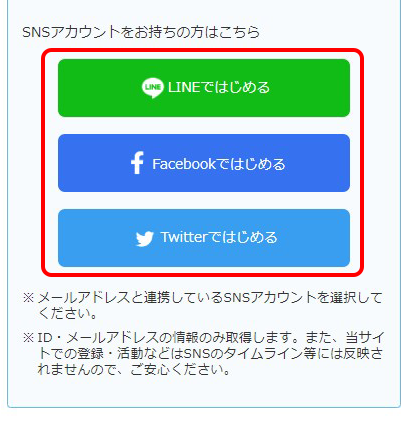 SNSアカウントをお持ちの方はこちら
LINE LINEではじめる
Facebookではじめる
Twitterではじめる
※ メールアドレスと連携しているSNSアカウントを選択して
ください。
※ ID・メールアドレスの情報のみ取得します。また、当サイ
トでの登録・活動などはSNSのタイムライン等には反映さ
れませんので、ご安心ください。